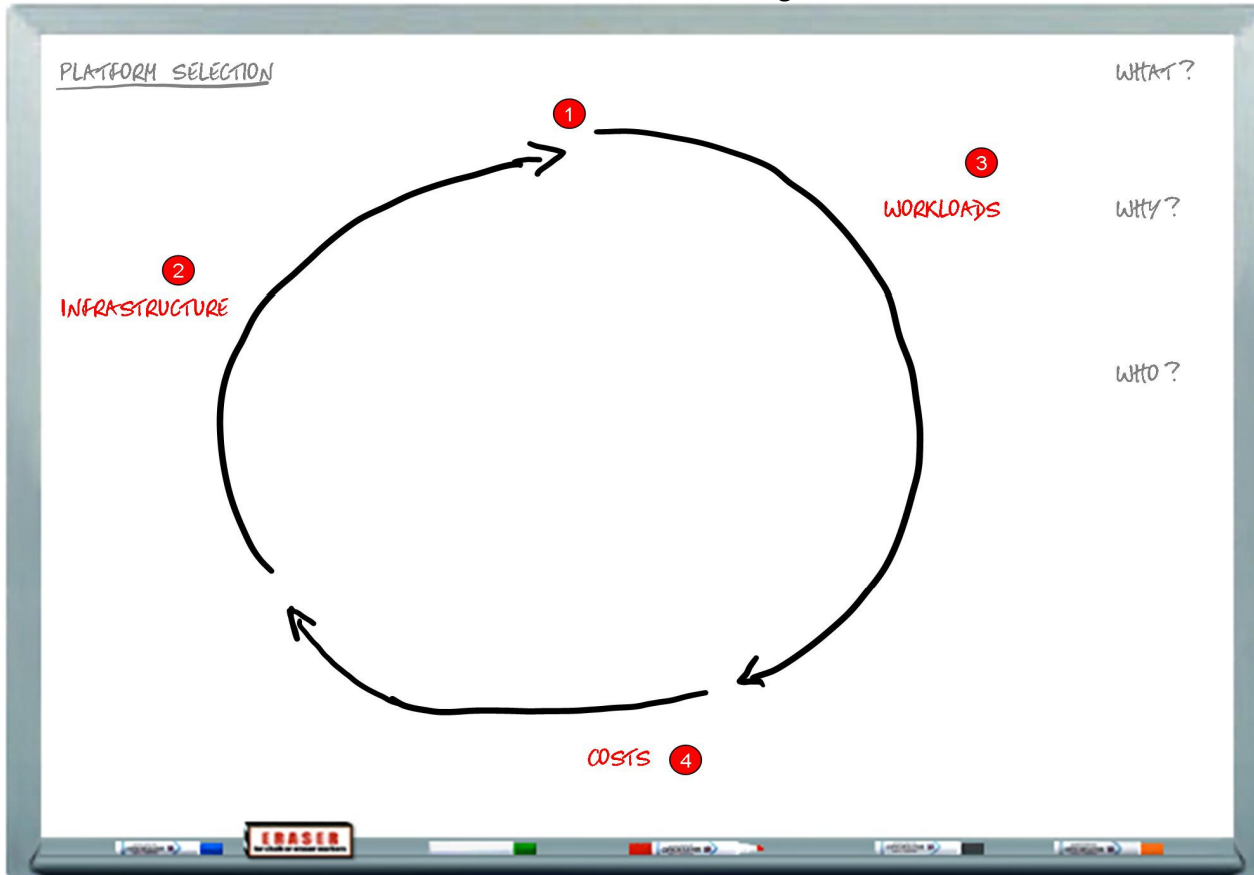 PLATFORM SELECTION
WHAT?
1
3
WORKLOADS
WHY?
2
INFRASTRUCTURE
WHO?
COSTS 4
ERASER